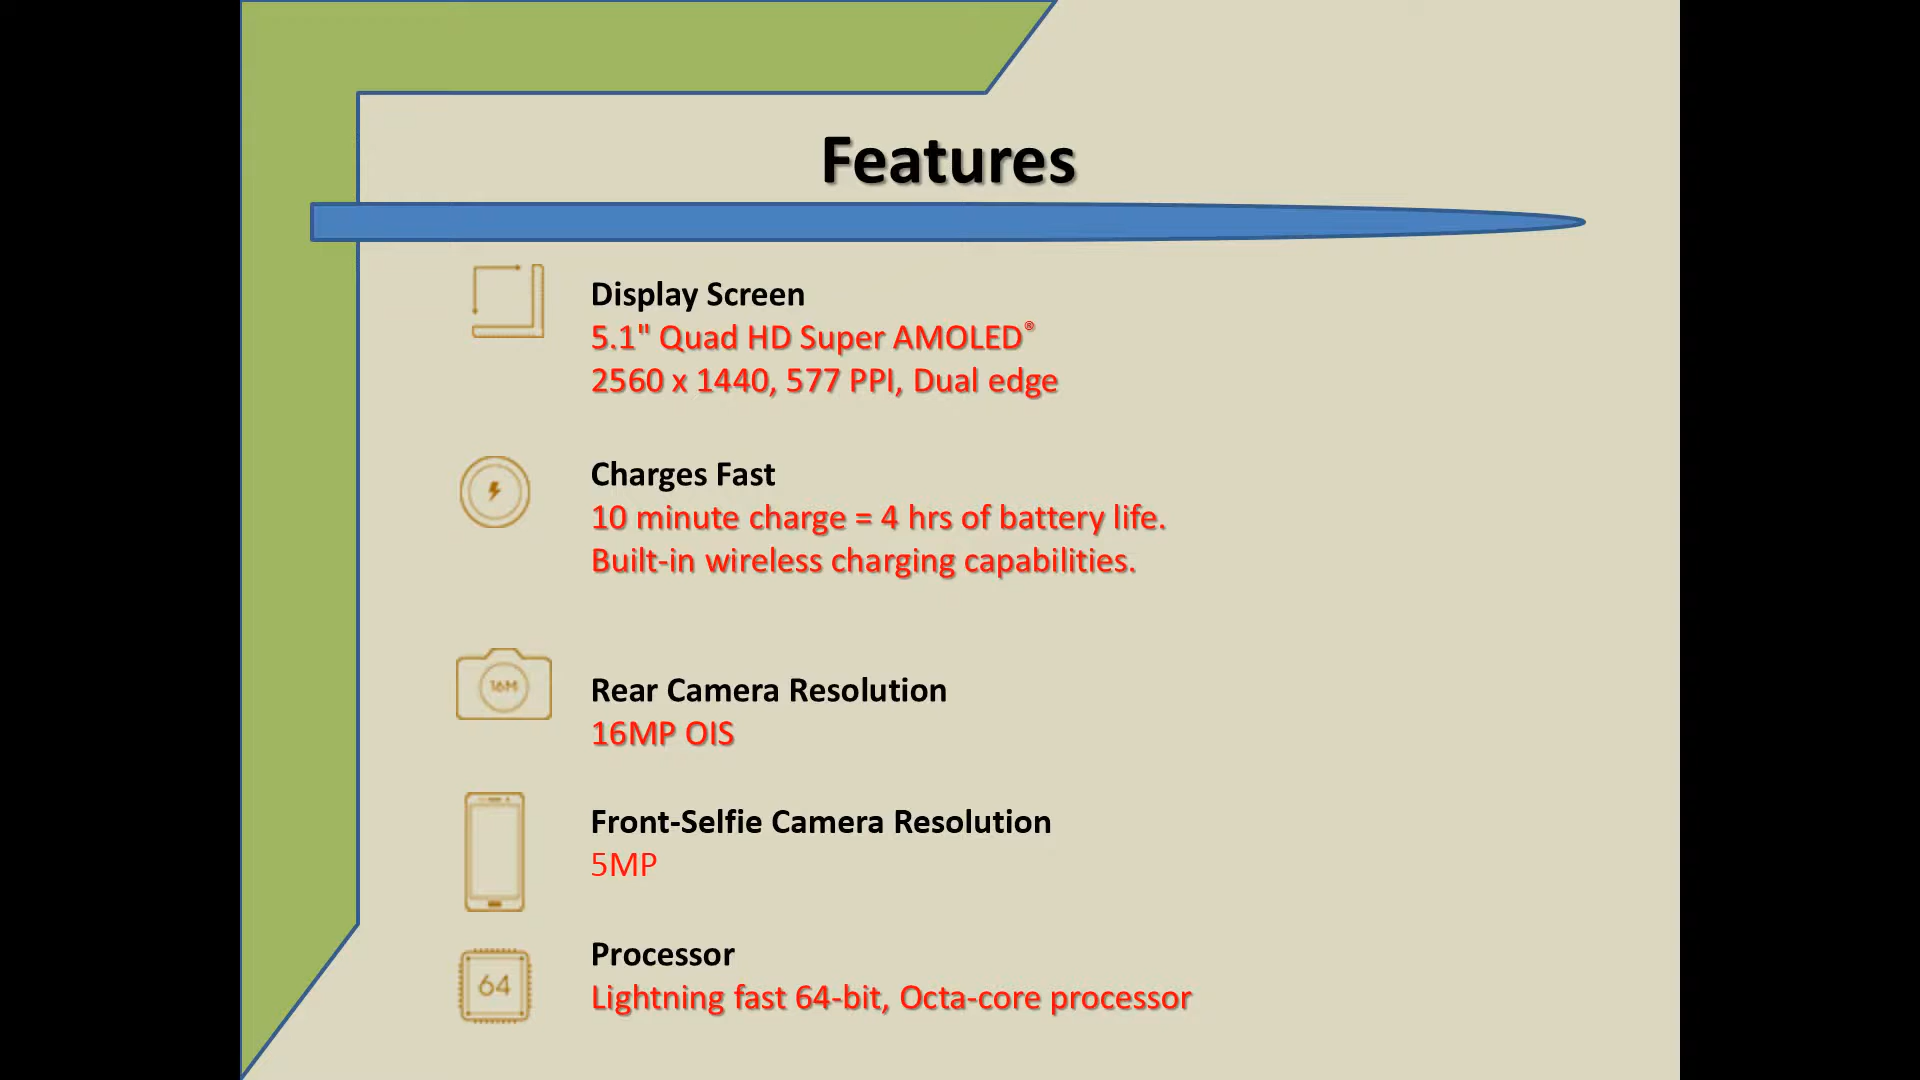 Features
Display Screen
5.1" Quad HD Super AMOLED®
2560 x 1440, 577 PPI, Dual edge
Charges Fast
10 minute charge = 4 hrs of battery life.
Built-in wireless charging capabilities.
16M
Rear Camera Resolution
16MP OIS
Front-Selfie Camera Resolution
5MP
Processor
64
Lightning fast 64-bit, Octa-core processor